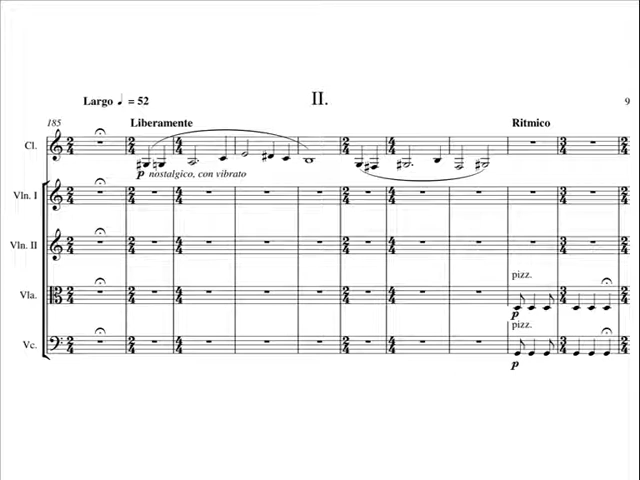 II.
Largo ♩ = 52
9
185
Liberamente
Ritmico
Cl.
p nostalgico, con vibrato
Vln. I
Vln. II
pizz.
Vla.
p
pizz.
Vc.
p